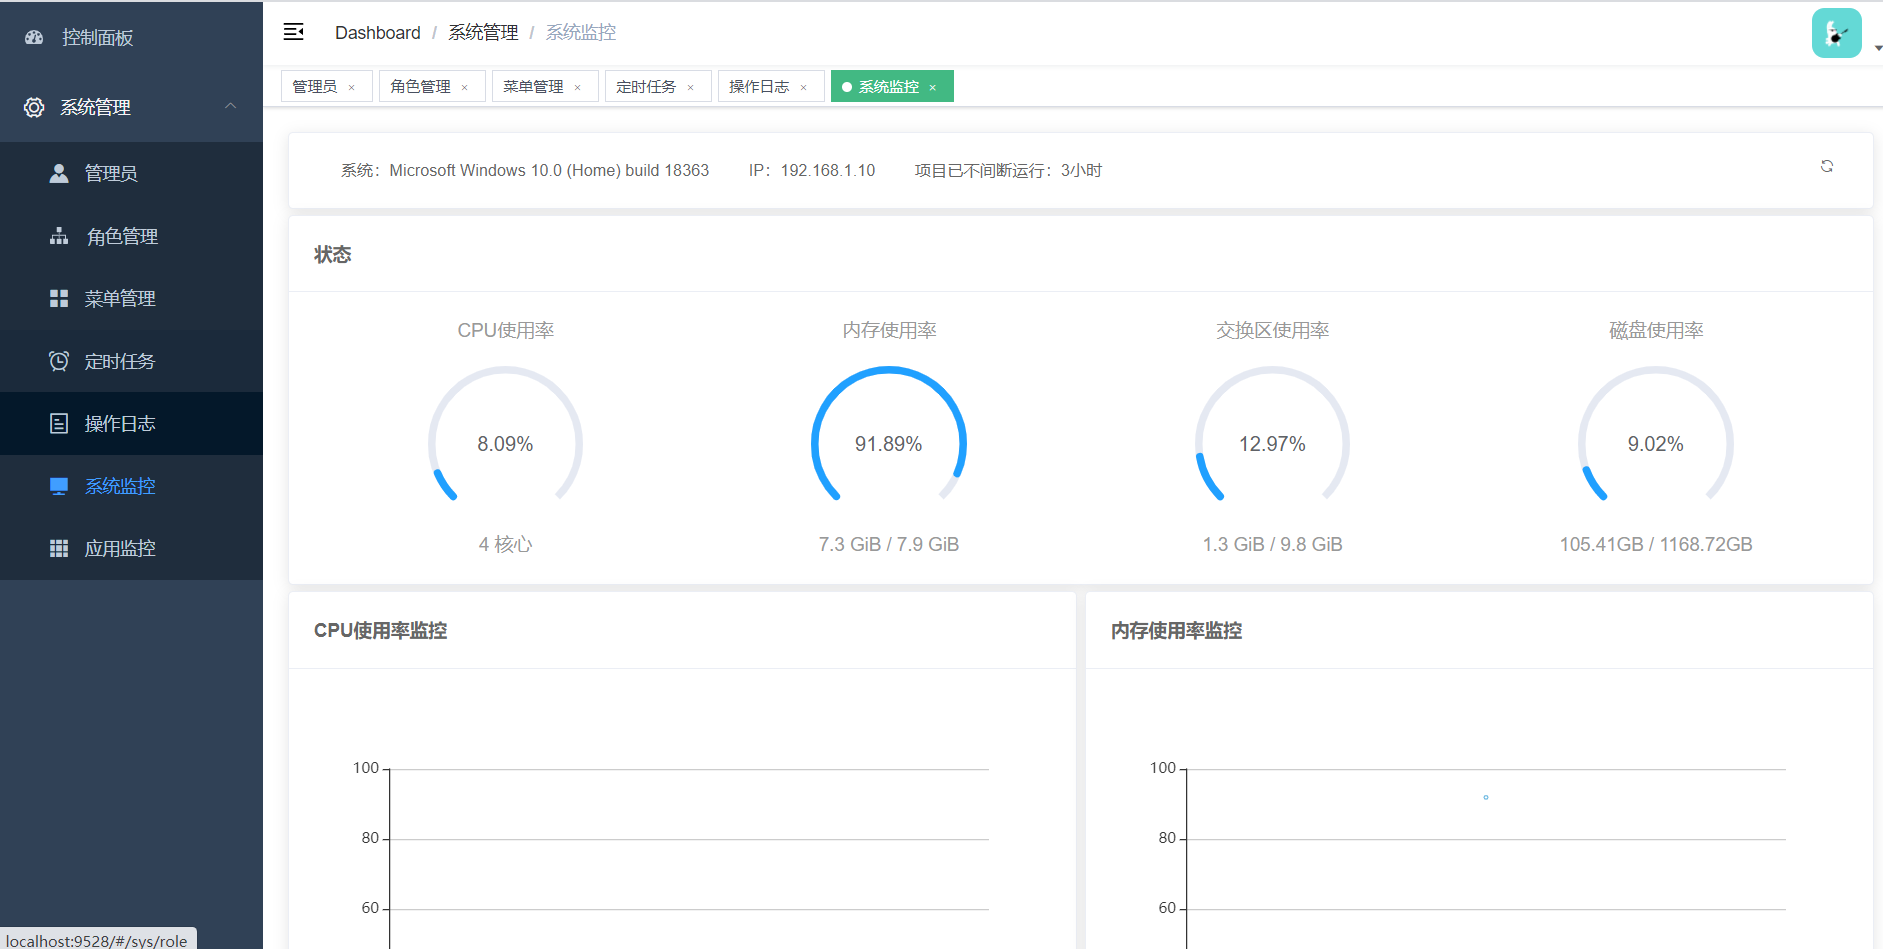 控制面板
系统管理
管理员
角色管理
菜单管理
定时任务
操作日志
系统监控
应用监控
Dashboard / 系统管理 / 系统监控
管理员 × 角色管理 × 菜单管理 × 定时任务 × 操作日志 × 系统监控 ×
系统：Microsoft Windows 10.0 (Home) build 18363 IP：192.168.1.10 项目已不间断运行：3小时
状态
CPU使用率 内存使用率 交换区使用率 磁盘使用率
8.09% 91.89% 12.97% 9.02%
4 核心 7.3 GiB / 7.9 GiB 1.3 GiB / 9.8 GiB 105.41GB / 1168.72GB
CPU使用率监控
100
80
60
内存使用率监控
100
80
60
localhost:9528/#/sys/role